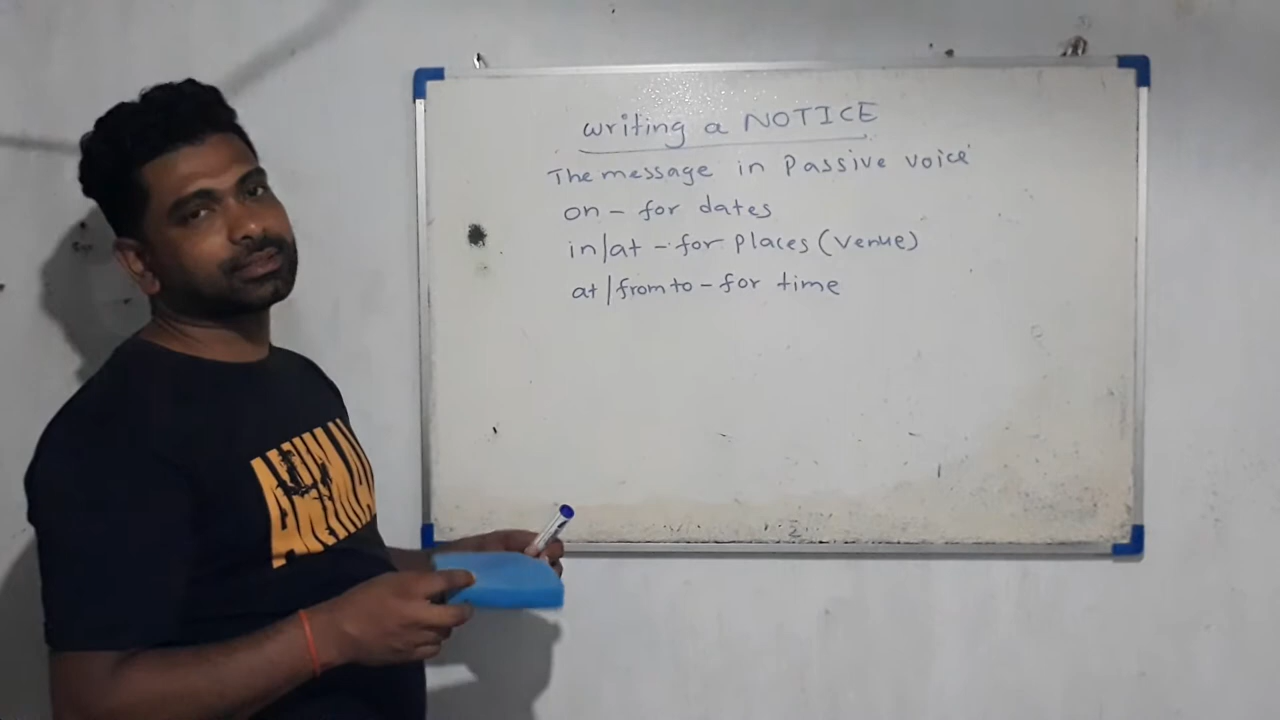 writing a NOTICE
The message in Passive voice
on - for dates
in/at - for places (venue)
at/from to - for time
ANIMAL